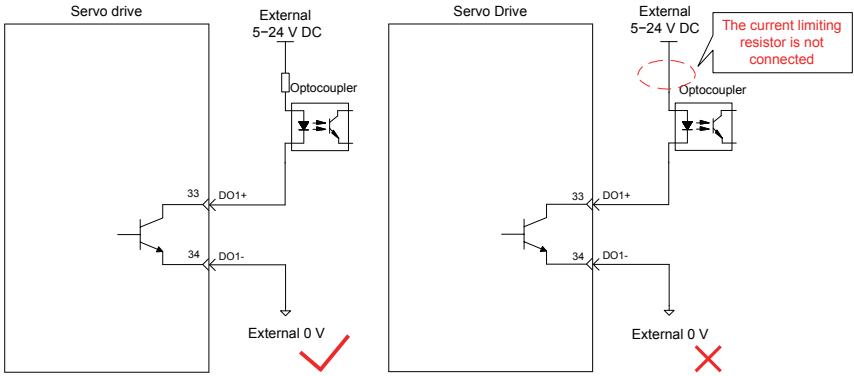 Servo drive
External
5−24 V DC
Optocoupler
33
DO1+
34
DO1-
External 0 V
Servo Drive
External
5−24 V DC
The current limiting
resistor is not
connected
Optocoupler
33
DO1+
34
DO1-
External 0 V